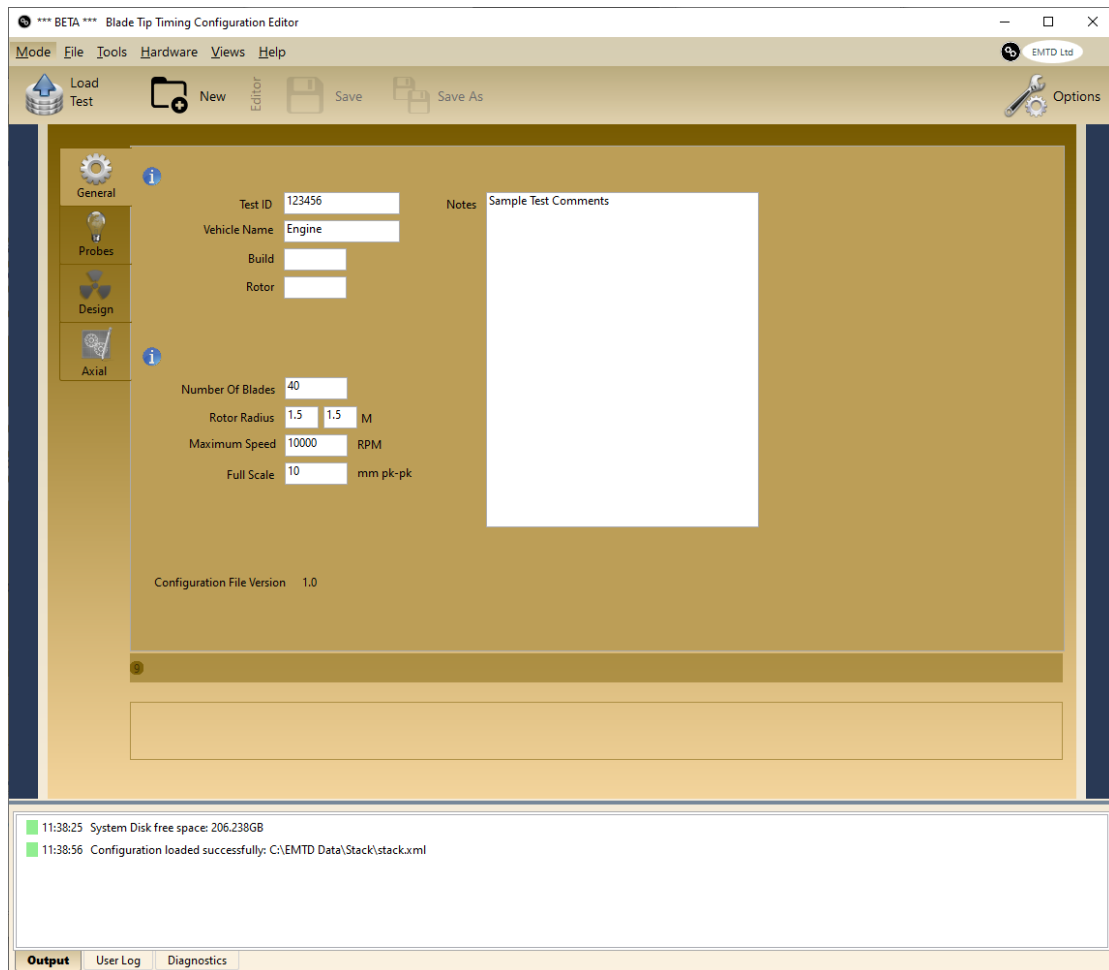 *** BETA *** Blade Tip Timing Configuration Editor
Mode File Tools Hardware Views Help EMTD Ltd
Load Test New Editor Save Save As Options
General
Probes
Design
Axial
Test ID 123456 Notes Sample Test Comments
Vehicle Name Engine
Build
Rotor
Number Of Blades 40
Rotor Radius 1.5 1.5 M
Maximum Speed 10000 RPM
Full Scale 10 mm pk-pk
Configuration File Version 1.0
9
11:38:25 System Disk free space: 206.238GB
11:38:56 Configuration loaded successfully: C:\EMTD Data\Stack\stack.xml
Output User Log Diagnostics